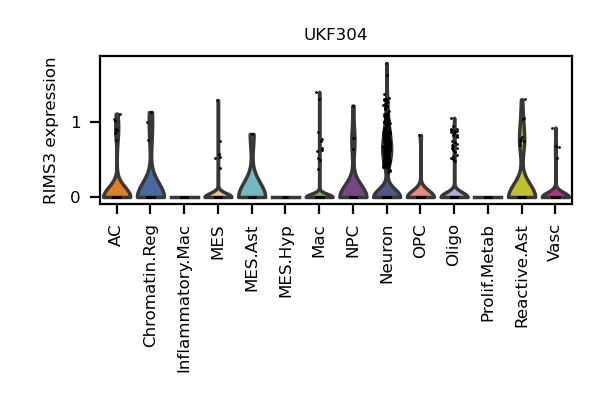 UKF304
RIMS3 expression
1
0
AC
Chromatin.Reg
Inflammatory.Mac
MES
MES.Ast
MES.Hyp
Mac
NPC
Neuron
OPC
Oligo
Prolif.Metab
Reactive.Ast
Vasc